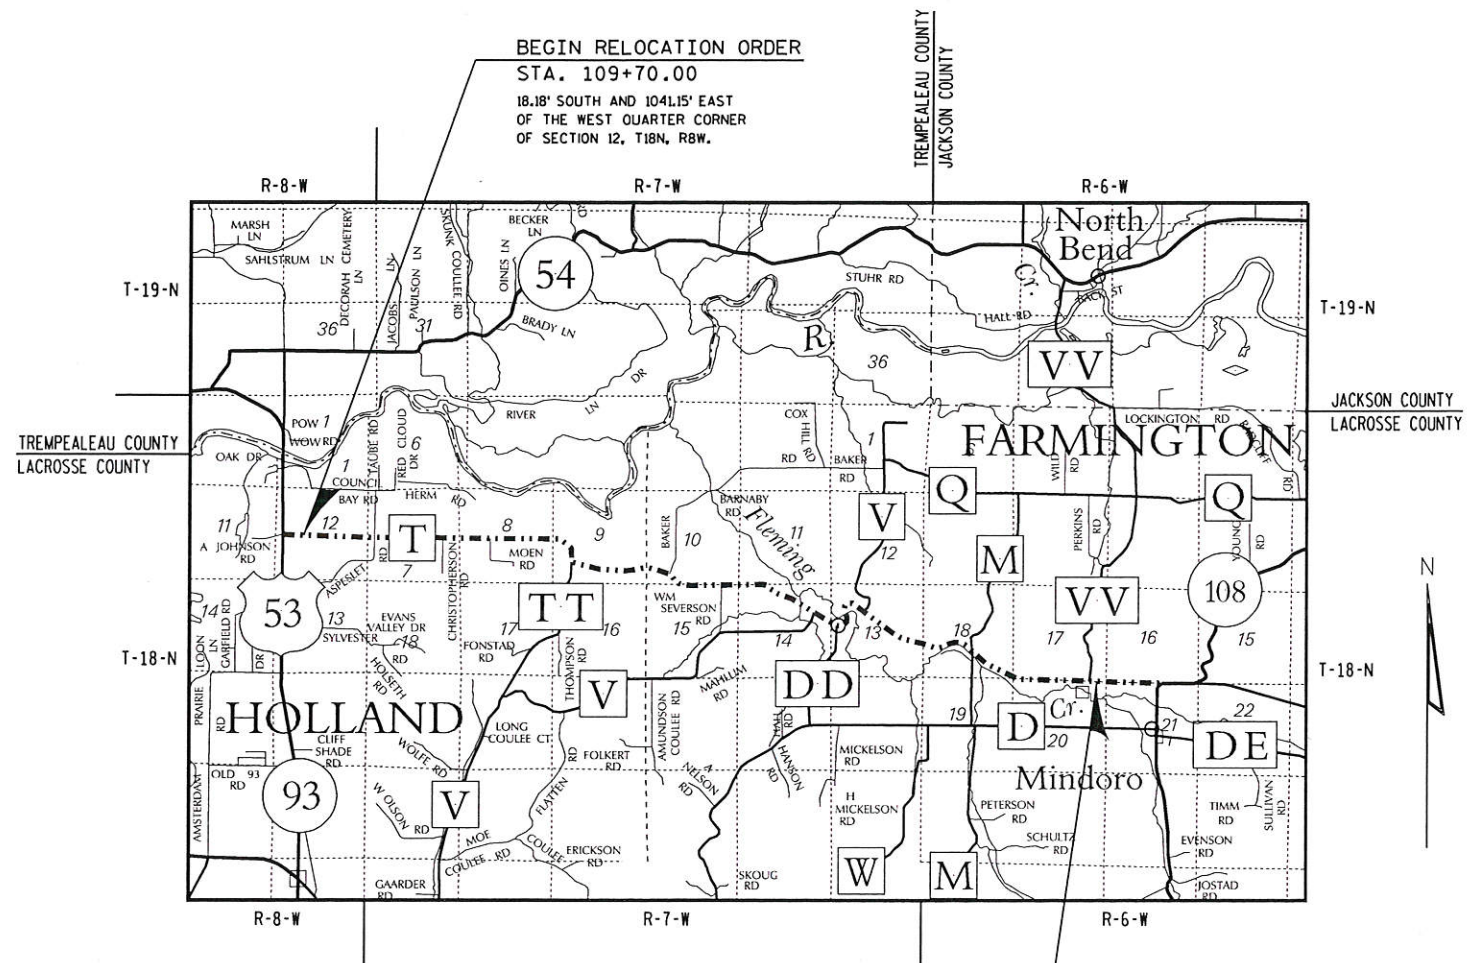 BEGIN RELOCATION ORDER
STA. 109+70.00
18.18' SOUTH AND 1041.15' EAST
OF THE WEST QUARTER CORNER
OF SECTION 12, T18N, R8W.
TREMPEALEAU COUNTY
JACKSON COUNTY
R-8-W
R-7-W
R-6-W
MARSH
LN
SAHLSTRUM LN
DECORAH CEMETERY
LN
JACOBS LN
PAULSON LN
SKUNK COULLEE RD
OINES LN
BECKER
LN
RD
54
BRADY LN
STUHR RD
HALL RD
North
Bend
Cr.
BACK ST
T-19-N
T-19-N
36
31
R.
36
VV
DR
RIVER
LN
JACKSON COUNTY
LACROSSE COUNTY
TREMPEALEAU COUNTY
LACROSSE COUNTY
POW 1
WOW RD
OAK DR
TAUBE RD
RED CLOUD
DR
6
1
COUNCIL
BAY RD
HERM RD
COX
HILL RD
RD
BAKER
RD
1
LOCKINGTON RD
RADCLIFF
FARMINGTON
WILD
RD
Q
Q
V
BARNABY
RD
Fleming
BAKER
11
12
8
9
10
11
12
A JOHNSON
RD
T
7
RD
MOEN
RD
CHRISTOPHERSON
RD
ASPESLET
M
PERKINS
RD
YOUNG
RD
N
53
14
13
LOON
LN
GARFIELD RD
DR
SYLVESTER
EVANS
VALLEY DR
18
RD
HOLSETH
RD
TT
17
16
FONSTAD
RD
THOMPSON
RD
WM
SEVERSON
RD
15
14
13
18
VV
17
16
108
15
T-18-N
T-18-N
PRAIRIE
RD
HOLLAND
V
MAHLUM
RD
DD
AMUNDSON
COULEE RD
HALL
RD
HANSON
RD
19
D
20
Cr.
21
22
DE
Mindoro
CLIFF
SHADE
RD
OLD 93
RD
AMSTERDAM
93
WOLFE RD
LONG
COULEE CT
W OLSON
RD
V
FLATTEN
RD
FOLKERT
RD
A
NELSON
RD
MICKELSON
RD
H
MICKELSON
RD
PETERSON
RD
SCHULTZ
RD
TIMM
RD
SULLIVAN
RD
EVENSON
RD
MOE
COULEE RD
COULEE
ERICKSON
RD
GAARDER
RD
SKOUG
RD
W
M
JOSTAD
RD
R-8-W
R-7-W
R-6-W